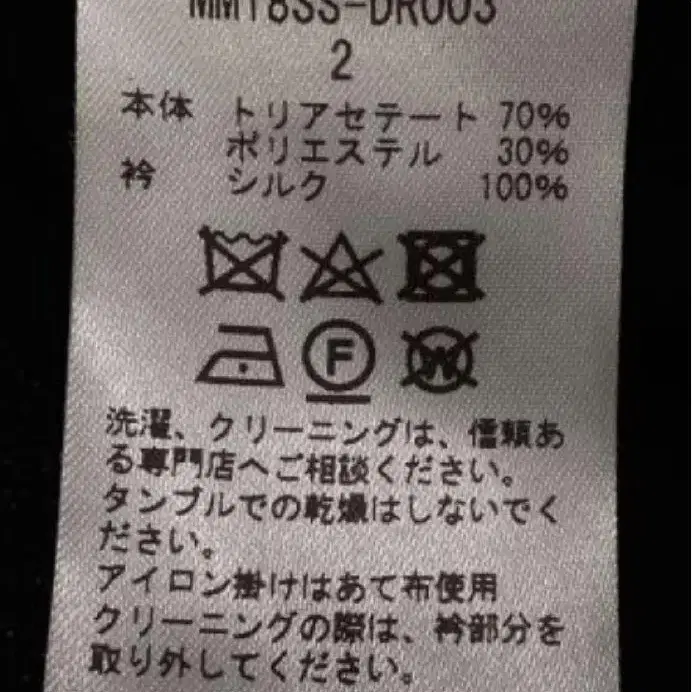 MM18SS-DR003
2
本体 トリアセテート 70%
ポリエステル 30%
衿 シルク 100%
F
W
洗濯、クリーニングは、信頼あ
る専門店へご相談ください。
タンブルでの乾燥はしないでく
ださい。
アイロン掛けはあて布使用
クリーニングの際は、衿部分を
取り外してください。